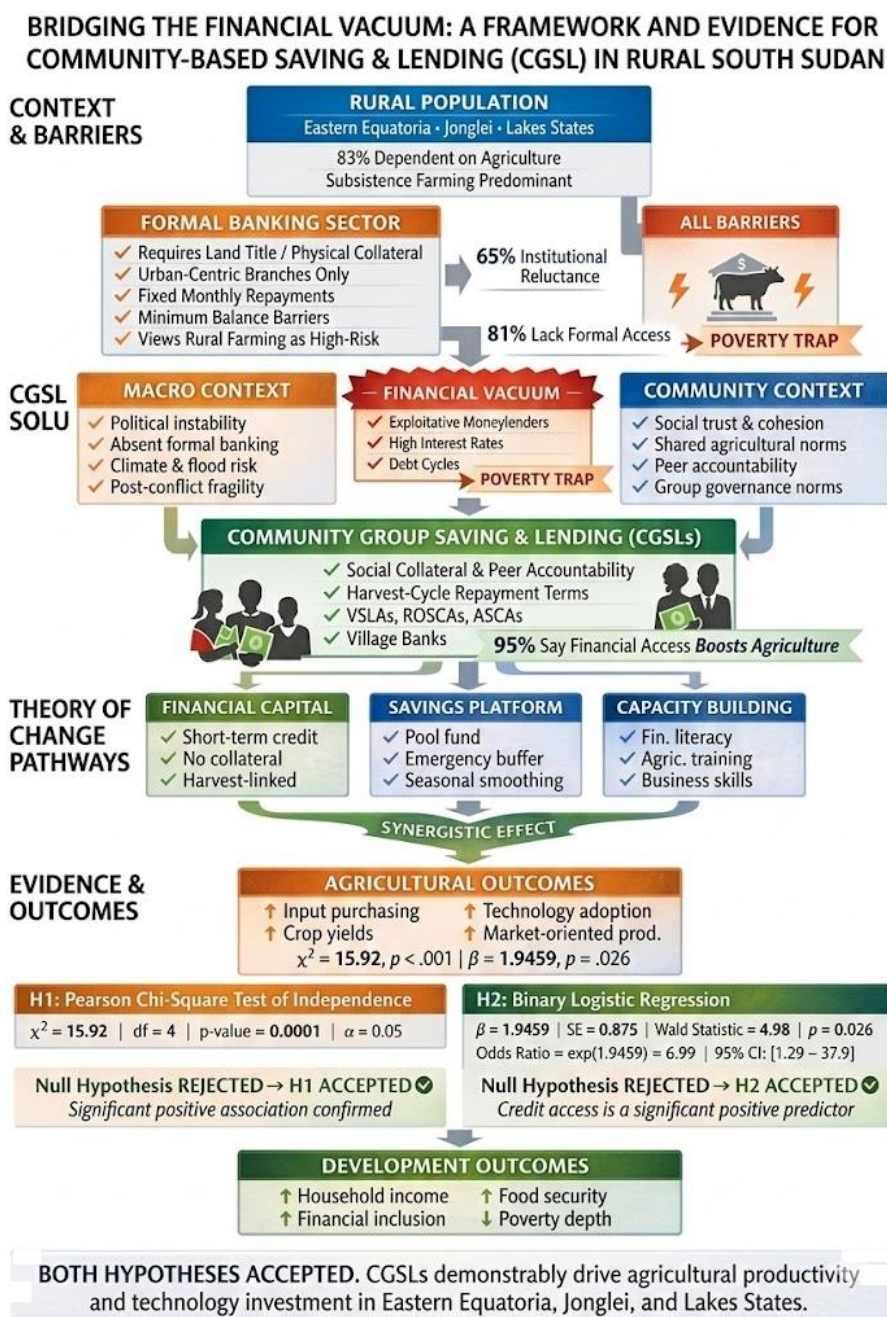 BRIDGING THE FINANCIAL VACUUM: A FRAMEWORK AND EVIDENCE FOR
COMMUNITY-BASED SAVING & LENDING (CGSL) IN RURAL SOUTH SUDAN
CONTEXT
& BARRIERS
RURAL POPULATION
Eastern Equatoria • Jonglei • Lakes States
83% Dependent on Agriculture
Subsistence Farming Predominant
FORMAL BANKING SECTOR
✓ Requires Land Title / Physical Collateral
✓ Urban-Centric Branches Only
✓ Fixed Monthly Repayments
✓ Minimum Balance Barriers
✓ Views Rural Farming as High-Risk
65% Institutional
Reluctance
ALL BARRIERS
$
81% Lack Formal Access
POVERTY TRAP
CGSL
SOLU
MACRO CONTEXT
✓ Political instability
✓ Absent formal banking
✓ Climate & flood risk
✓ Post-conflict fragility
FINANCIAL VACUUM
✓ Exploitative Moneylenders
✓ High Interest Rates
✓ Debt Cycles
POVERTY TRAP
COMMUNITY CONTEXT
✓ Social trust & cohesion
✓ Shared agricultural norms
✓ Peer accountability
✓ Group governance norms
COMMUNITY GROUP SAVING & LENDING (CGSLs)
✓ Social Collateral & Peer Accountability
✓ Harvest-Cycle Repayment Terms
✓ VSLAs, ROSCAs, ASCAs
✓ Village Banks
95% Say Financial Access Boosts Agriculture
THEORY OF
CHANGE
PATHWAYS
FINANCIAL CAPITAL
✓ Short-term credit
✓ No collateral
✓ Harvest-linked
SAVINGS PLATFORM
✓ Pool fund
✓ Emergency buffer
✓ Seasonal smoothing
CAPACITY BUILDING
✓ Fin. literacy
✓ Agric. training
✓ Business skills
SYNERGISTIC EFFECT
EVIDENCE &
OUTCOMES
AGRICULTURAL OUTCOMES
↑ Input purchasing ↑ Technology adoption
↑ Crop yields ↑ Market-oriented prod.
χ² = 15.92, p < .001 | β = 1.9459, p = .026
H1: Pearson Chi-Square Test of Independence
χ² = 15.92 | df = 4 | p-value = 0.0001 | α = 0.05
Null Hypothesis REJECTED → H1 ACCEPTED ✓
Significant positive association confirmed
H2: Binary Logistic Regression
β = 1.9459 | SE = 0.875 | Wald Statistic = 4.98 | p = 0.026
Odds Ratio = exp(1.9459) = 6.99 | 95% CI: [1.29 – 37.9]
Null Hypothesis REJECTED → H2 ACCEPTED ✓
Credit access is a significant positive predictor
DEVELOPMENT OUTCOMES
↑ Household income ↑ Food security
↑ Financial inclusion ↓ Poverty depth
BOTH HYPOTHESES ACCEPTED. CGSLs demonstrably drive agricultural productivity
and technology investment in Eastern Equatoria, Jonglei, and Lakes States.